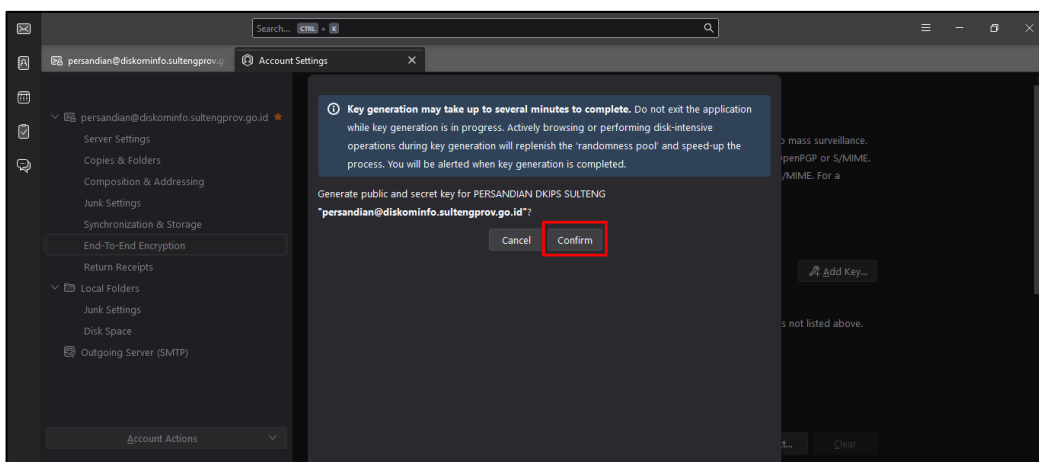 Search... CTRL + K
persandian@diskominfo.sultengprov.g
Account Settings
persandian@diskominfo.sultengprov.go.id
Server Settings
Copies & Folders
Composition & Addressing
Junk Settings
Synchronization & Storage
End-To-End Encryption
Return Receipts
Local Folders
Junk Settings
Disk Space
Outgoing Server (SMTP)
Account Actions
Key generation may take up to several minutes to complete. Do not exit the application
while key generation is in progress. Actively browsing or performing disk-intensive
operations during key generation will replenish the 'randomness pool' and speed-up the
process. You will be alerted when key generation is completed.
Generate public and secret key for PERSANDIAN DKIPS SULTENG
"persandian@diskominfo.sultengprov.go.id"?
Cancel Confirm
mass surveillance.
OpenPGP or S/MIME.
/MIME. For a
Add Key...
s not listed above.
Clear